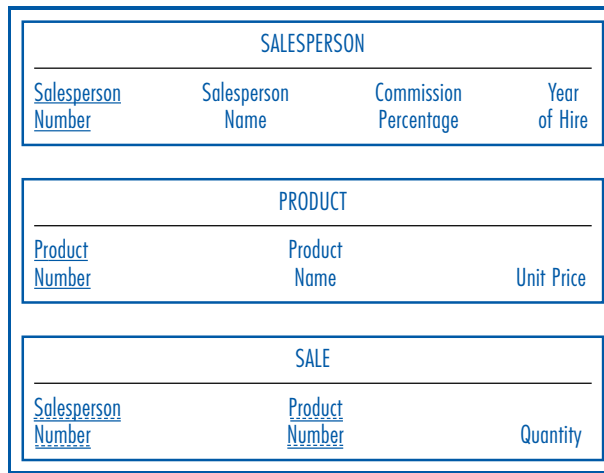 SALESPERSON
Salesperson Salesperson Commission Year
Number Name Percentage of Hire
PRODUCT
Product Product
Number Name Unit Price
SALE
Salesperson Product
Number Number Quantity